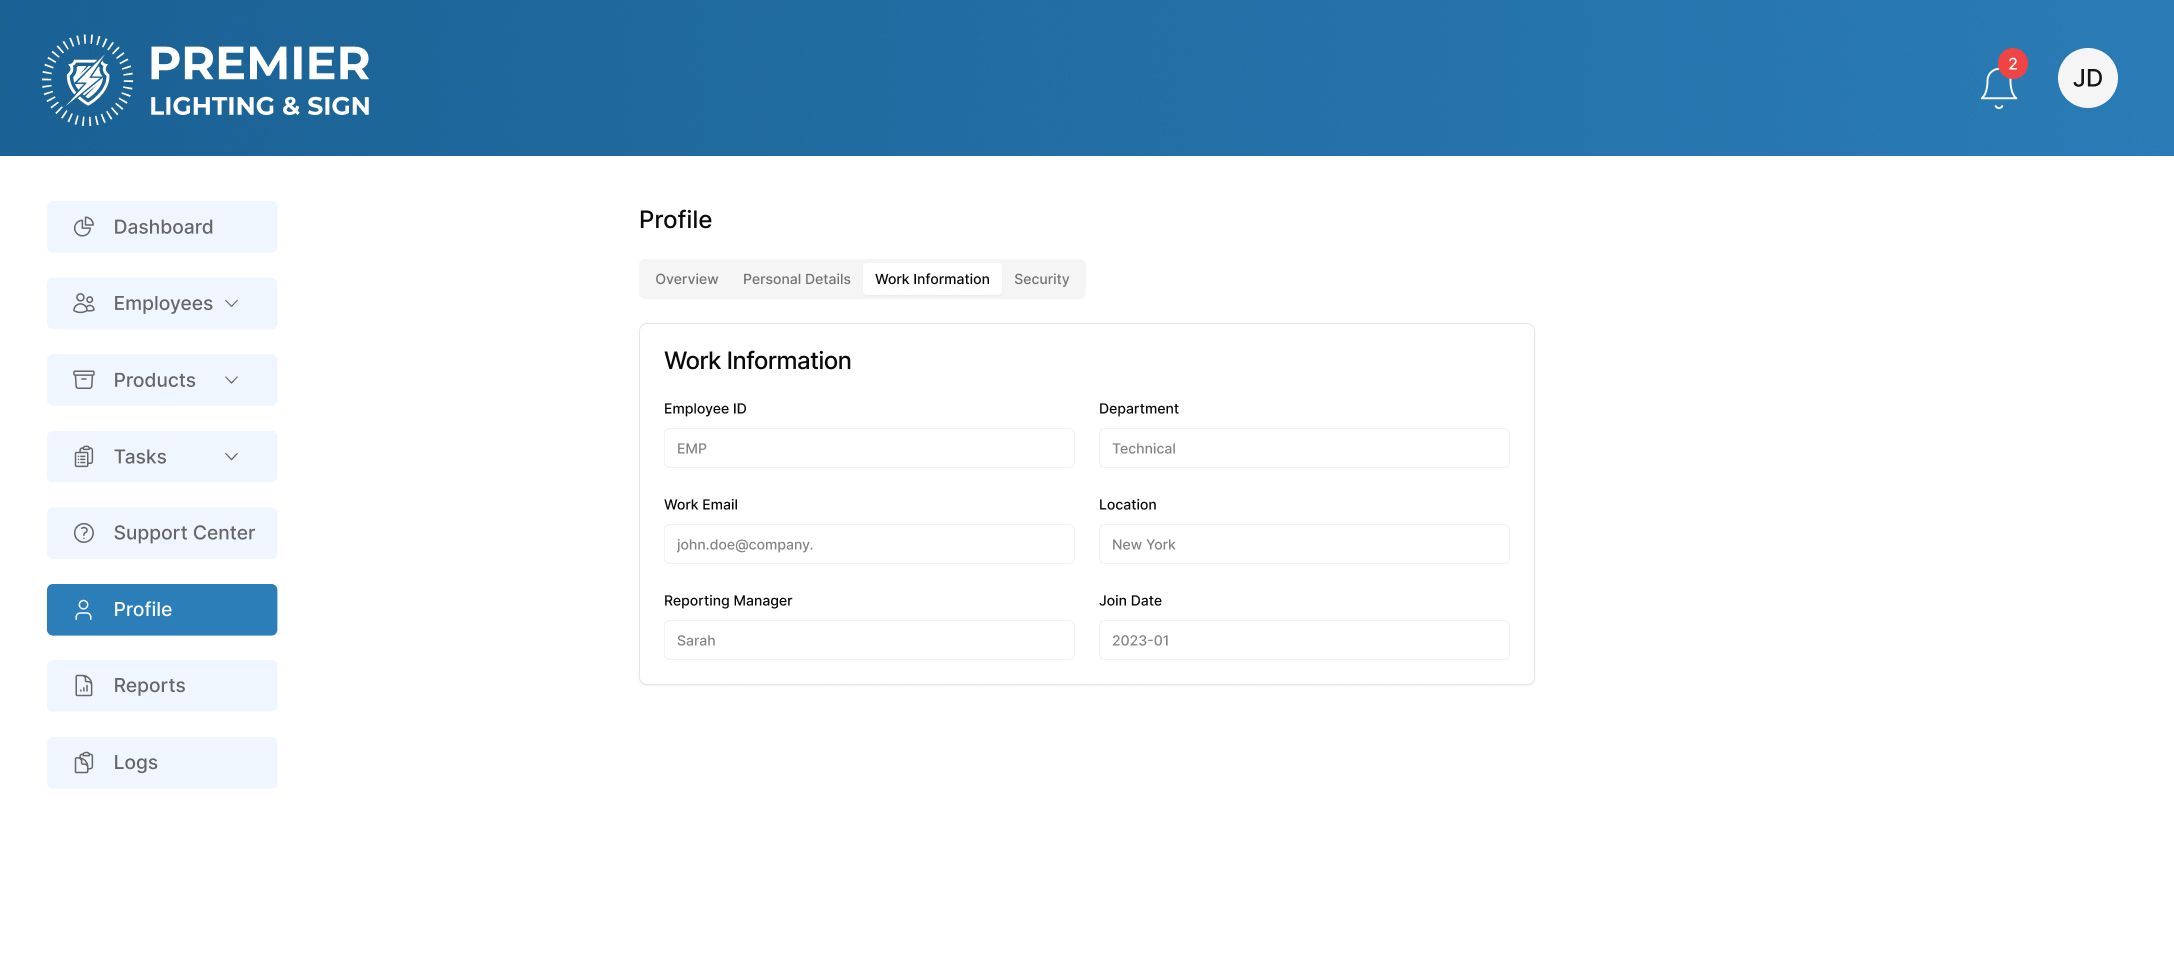 PREMIER
LIGHTING & SIGN
2
JD
Dashboard
Employees
Products
Tasks
Support Center
Profile
Reports
Logs
Profile
Overview Personal Details Work Information Security
Work Information
Employee ID Department
EMP Technical
Work Email Location
john.doe@company. New York
Reporting Manager Join Date
Sarah 2023-01